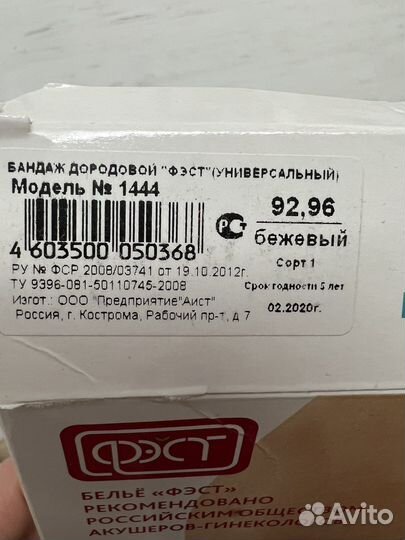 БАНДАЖ ДОРОДОВОЙ "ФЭСТ"(УНИВЕРСАЛЬНЫЙ)
Модель № 1444
92,96
РСТ
бежевый
4 603500 050368
Сорт 1
РУ № ФСР 2008/03741 от 19.10.2012г.
ТУ 9396-081-50110745-2008
Срок годности 5 лет
Изгот.: ООО "Предприятие"Аист"
02.2020г.
Россия, г. Кострома, Рабочий пр-т, д 7
ФЭСТ
БЕЛЬЁ «ФЭСТ»
РЕКОМЕНДОВАНО
РОССИЙСКИМ
АКУШЕРОВ-
Avito